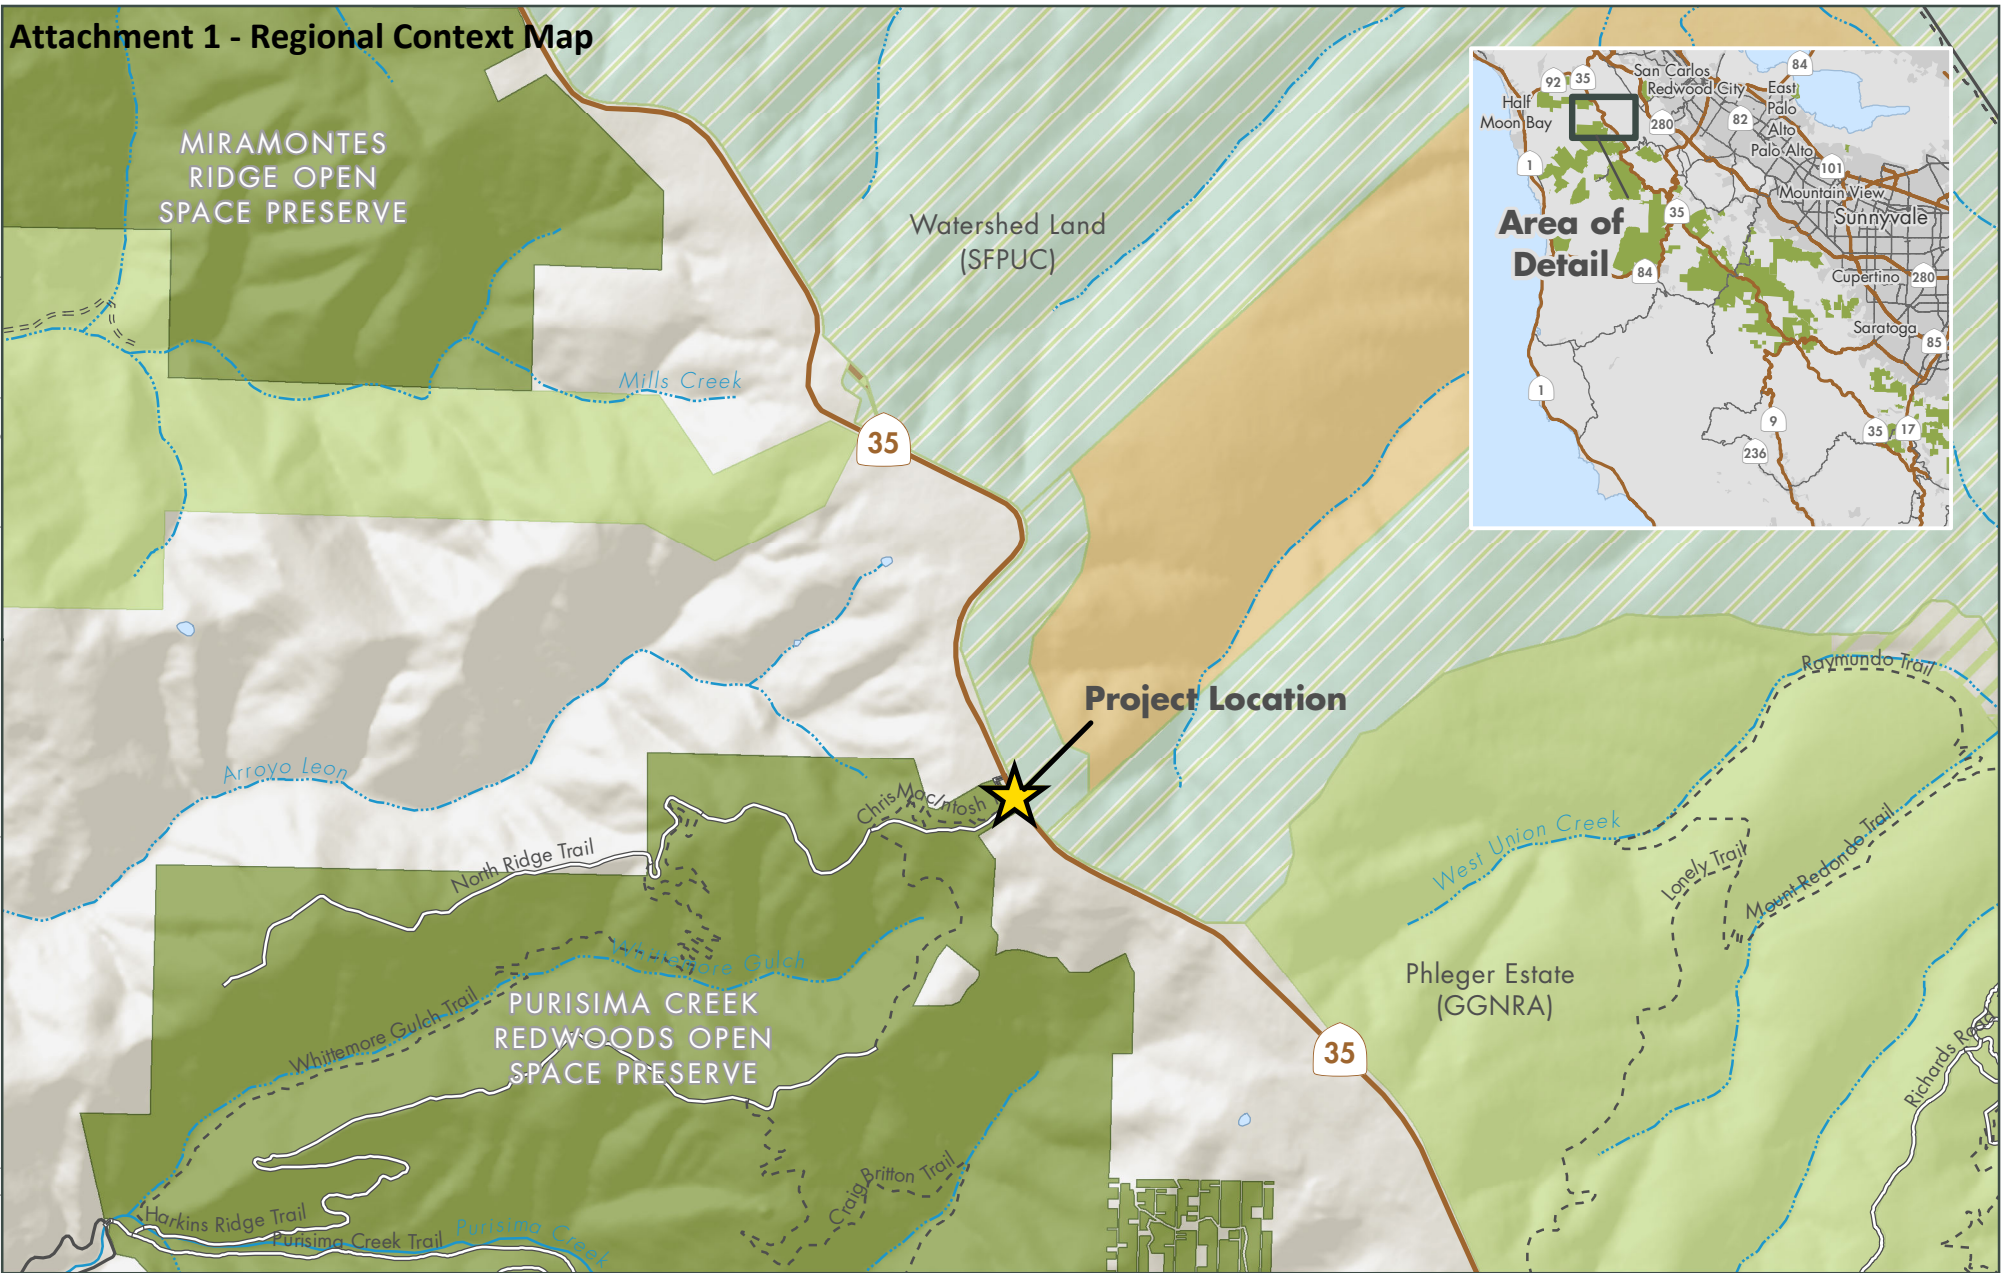 Attachment 1 - Regional Context Map
MIRAMONTES
RIDGE OPEN
SPACE PRESERVE
Watershed Land
(SFPUC)
Mills Creek
35
Project Location
Arroyo Leon
Chris MacIntosh
North Ridge Trail
Whittemore Gulch
Whittemore Gulch Trail
PURISIMA CREEK
REDWOODS OPEN
SPACE PRESERVE
Craig Britton Trail
Harkins Ridge Trail
Purisima Creek Trail
Purisima Creek
35
Phleger Estate
(GGNRA)
West Union Creek
Lonely Trail
Mount Redondo Trail
Raymundo Trail
Richards Road
92
35
San Carlos
Redwood City
84
Half
Moon Bay
East
Palo
Alto
280
82
Palo Alto
1
101
Mountain View
35
Sunnyvale
Area of
Detail
84
Cupertino
280
Saratoga
85
1
9
35
17
236